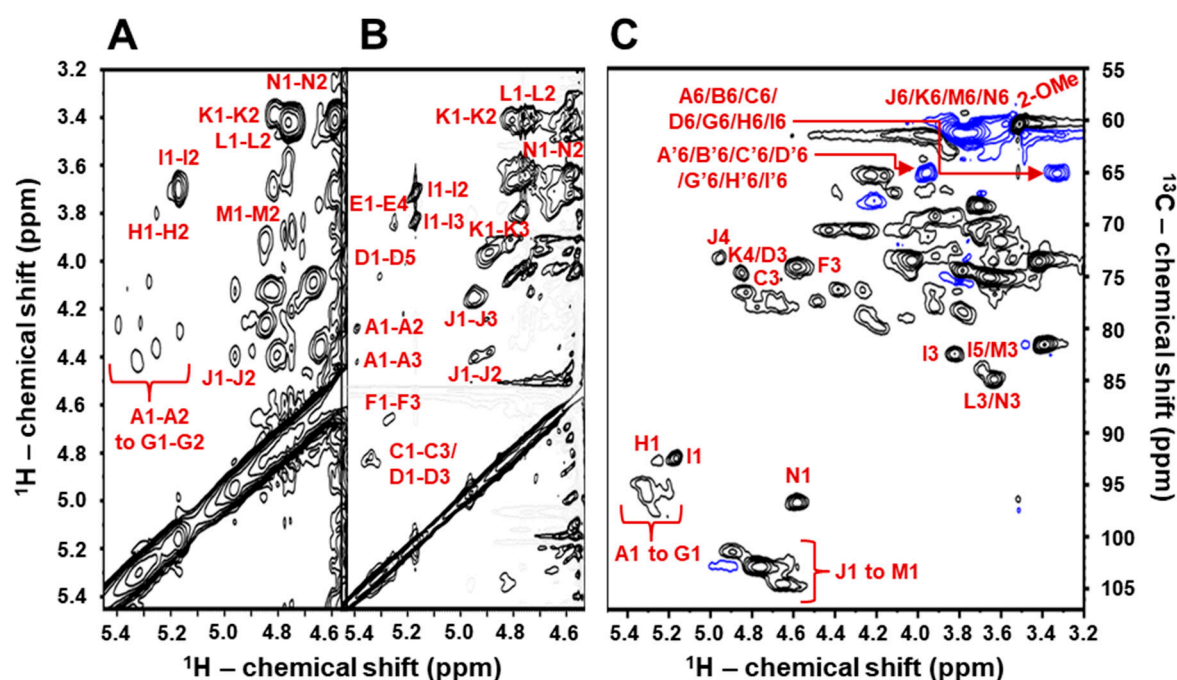 A
B
C
3.2
3.4
3.6
3.8
4.0
4.2
4.4
4.6
4.8
5.0
5.2
5.4
¹H – chemical shift (ppm)
N1-N2
K1-K2
L1-L2
I1-I2
M1-M2
H1-H2
J1-J2
A1-A2
to G1-G2
5.4
5.2
5.0
4.8
4.6
L1-L2
K1-K2
N1-N2
I1-I2
E1-E4
I1-I3
K1-K3
D1-D5
A1-A2
J1-J3
A1-A3
J1-J2
F1-F3
C1-C3/
D1-D3
5.4
5.2
5.0
4.8
4.6
¹H – chemical shift (ppm)
A6/B6/C6/
D6/G6/H6/I6
J6/K6/M6/N6
2-OMe
A'6/B'6/C'6/D'6
/G'6/H'6/I'6
J4
K4/D3
C3
F3
I3
I5/M3
L3/N3
H1
I1
N1
A1 to G1
J1 to M1
55
60
65
70
75
80
85
90
95
100
105
¹³C – chemical shift (ppm)
5.4
5.2
5.0
4.8
4.6
4.4
4.2
4.0
3.8
3.6
3.4
3.2
¹H – chemical shift (ppm)